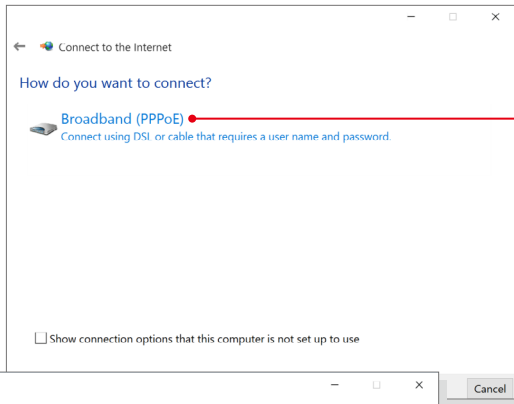 Connect to the Internet
How do you want to connect?
Broadband (PPPoE)
Connect using DSL or cable that requires a user name and password.
Show connection options that this computer is not set up to use
Cancel